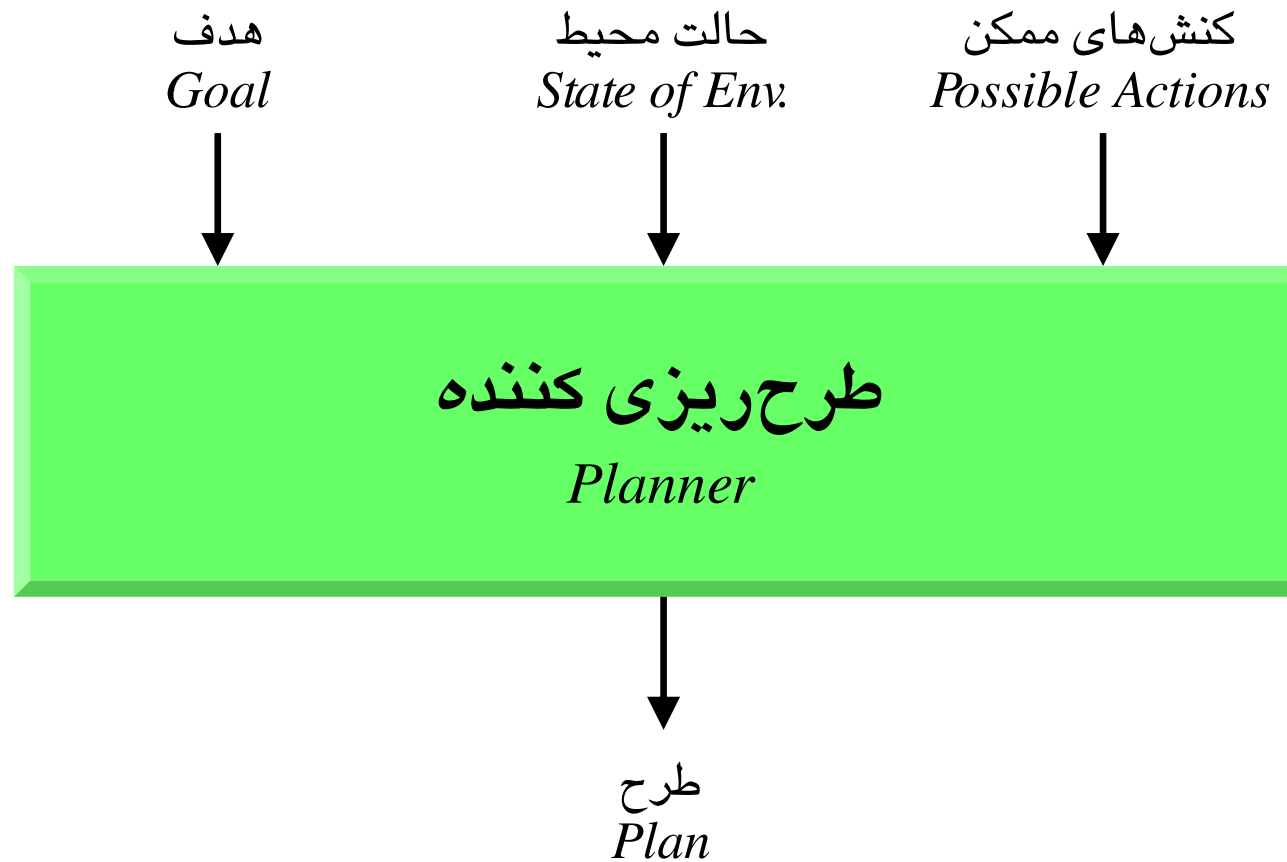 هدف
Goal
حالت محیط
State of Env.
کنش‌های ممکن
Possible Actions
طرح‌ریزی کننده
Planner
طرح
Plan